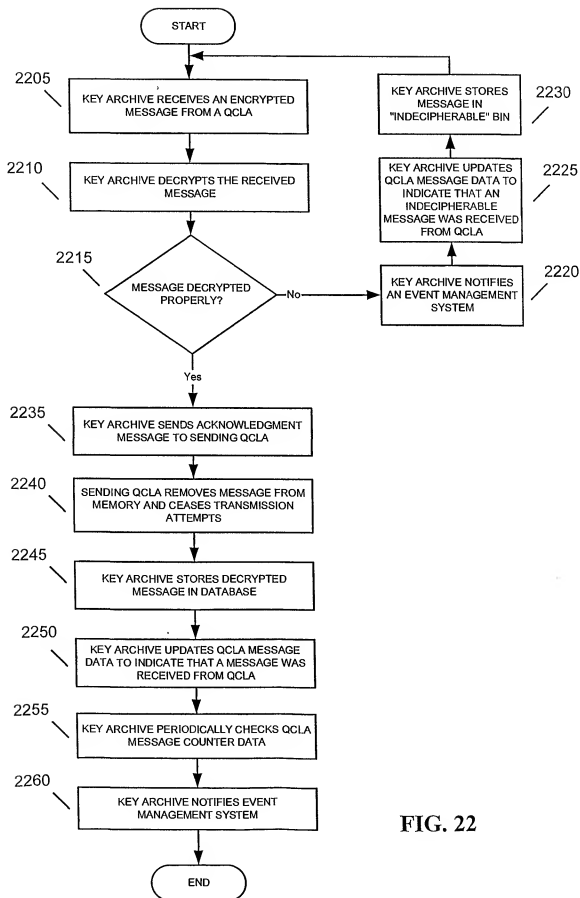 START
2205
KEY ARCHIVE RECEIVES AN ENCRYPTED
MESSAGE FROM A QCLA
2210
KEY ARCHIVE DECRYPTS THE RECEIVED
MESSAGE
2215
MESSAGE DECRYPTED
PROPERLY?
No
2220
KEY ARCHIVE NOTIFIES
AN EVENT MANAGEMENT
SYSTEM
2225
KEY ARCHIVE UPDATES
QCLA MESSAGE DATA TO
INDICATE THAT AN
INDECIPHERABLE
MESSAGE WAS RECEIVED
FROM QCLA
2230
KEY ARCHIVE STORES
MESSAGE IN
"INDECIPHERABLE" BIN
Yes
2235
KEY ARCHIVE SENDS ACKNOWLEDGMENT
MESSAGE TO SENDING QCLA
2240
SENDING QCLA REMOVES MESSAGE FROM
MEMORY AND CEASES TRANSMISSION
ATTEMPTS
2245
KEY ARCHIVE STORES DECRYPTED
MESSAGE IN DATABASE
2250
KEY ARCHIVE UPDATES QCLA MESSAGE
DATA TO INDICATE THAT A MESSAGE WAS
RECEIVED FROM QCLA
2255
KEY ARCHIVE PERIODICALLY CHECKS QCLA
MESSAGE COUNTER DATA
2260
KEY ARCHIVE NOTIFIES EVENT
MANAGEMENT SYSTEM
END
FIG. 22